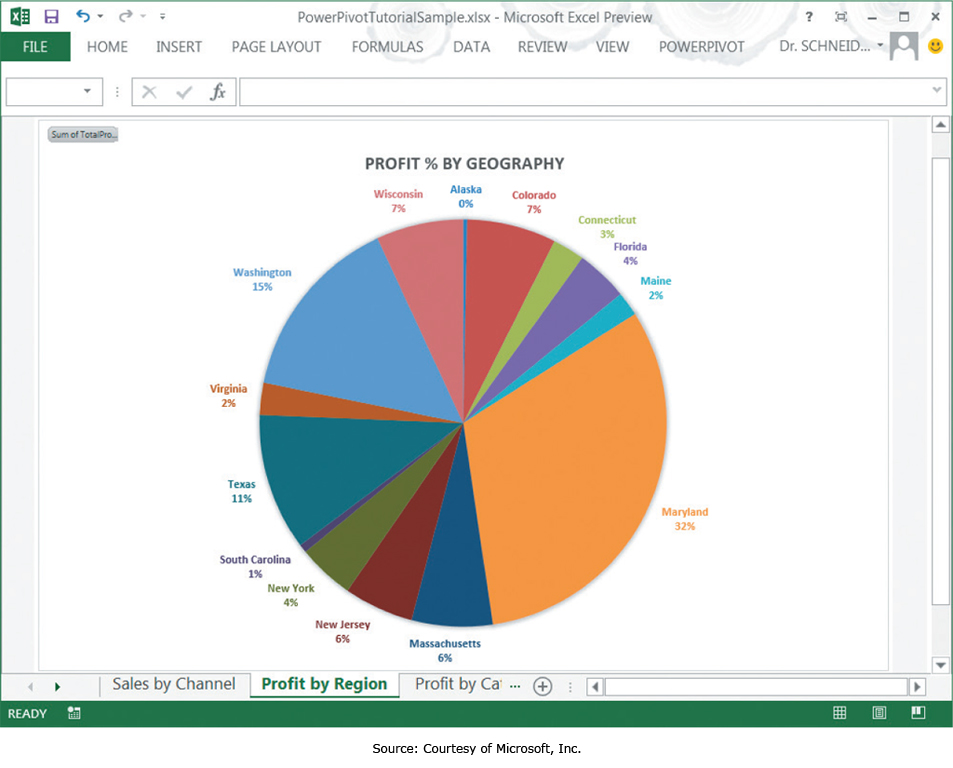 PowerPivotTutorialSample.xlsx - Microsoft Excel Preview
?
FILE HOME INSERT PAGE LAYOUT FORMULAS DATA REVIEW VIEW POWERPIVOT Dr. SCHNEID...
fx
Sum of TotalPro...
PROFIT % BY GEOGRAPHY
Alaska
0%
Colorado
7%
Connecticut
3%
Florida
4%
Maine
2%
Maryland
32%
Massachusetts
6%
New Jersey
6%
New York
4%
South Carolina
1%
Texas
11%
Virginia
2%
Washington
15%
Wisconsin
7%
Sales by Channel Profit by Region Profit by Ca ...
READY
Source: Courtesy of Microsoft, Inc.